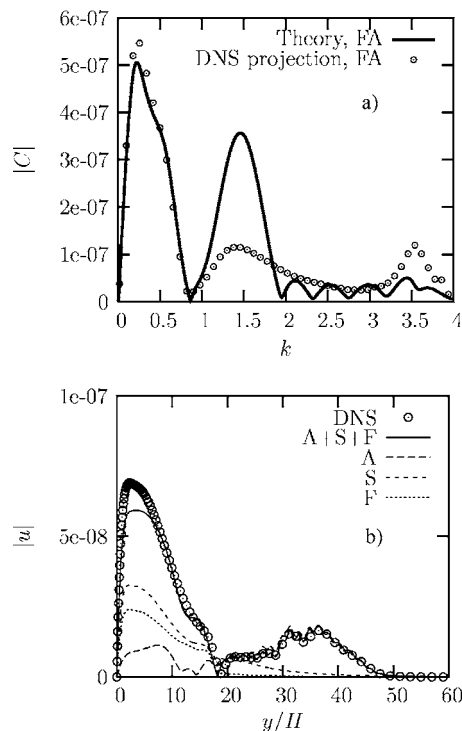 6e-07
5e-07
4e-07
3e-07
2e-07
1e-07
0
|C|
Theory, FA
DNS projection, FA
a)
0 0.5 1 1.5 2 2.5 3 3.5 4
k
1e-07
5e-08
0
|u|
DNS
A+S+F
A
S
F
b)
0 10 20 30 40 50 60
y/H